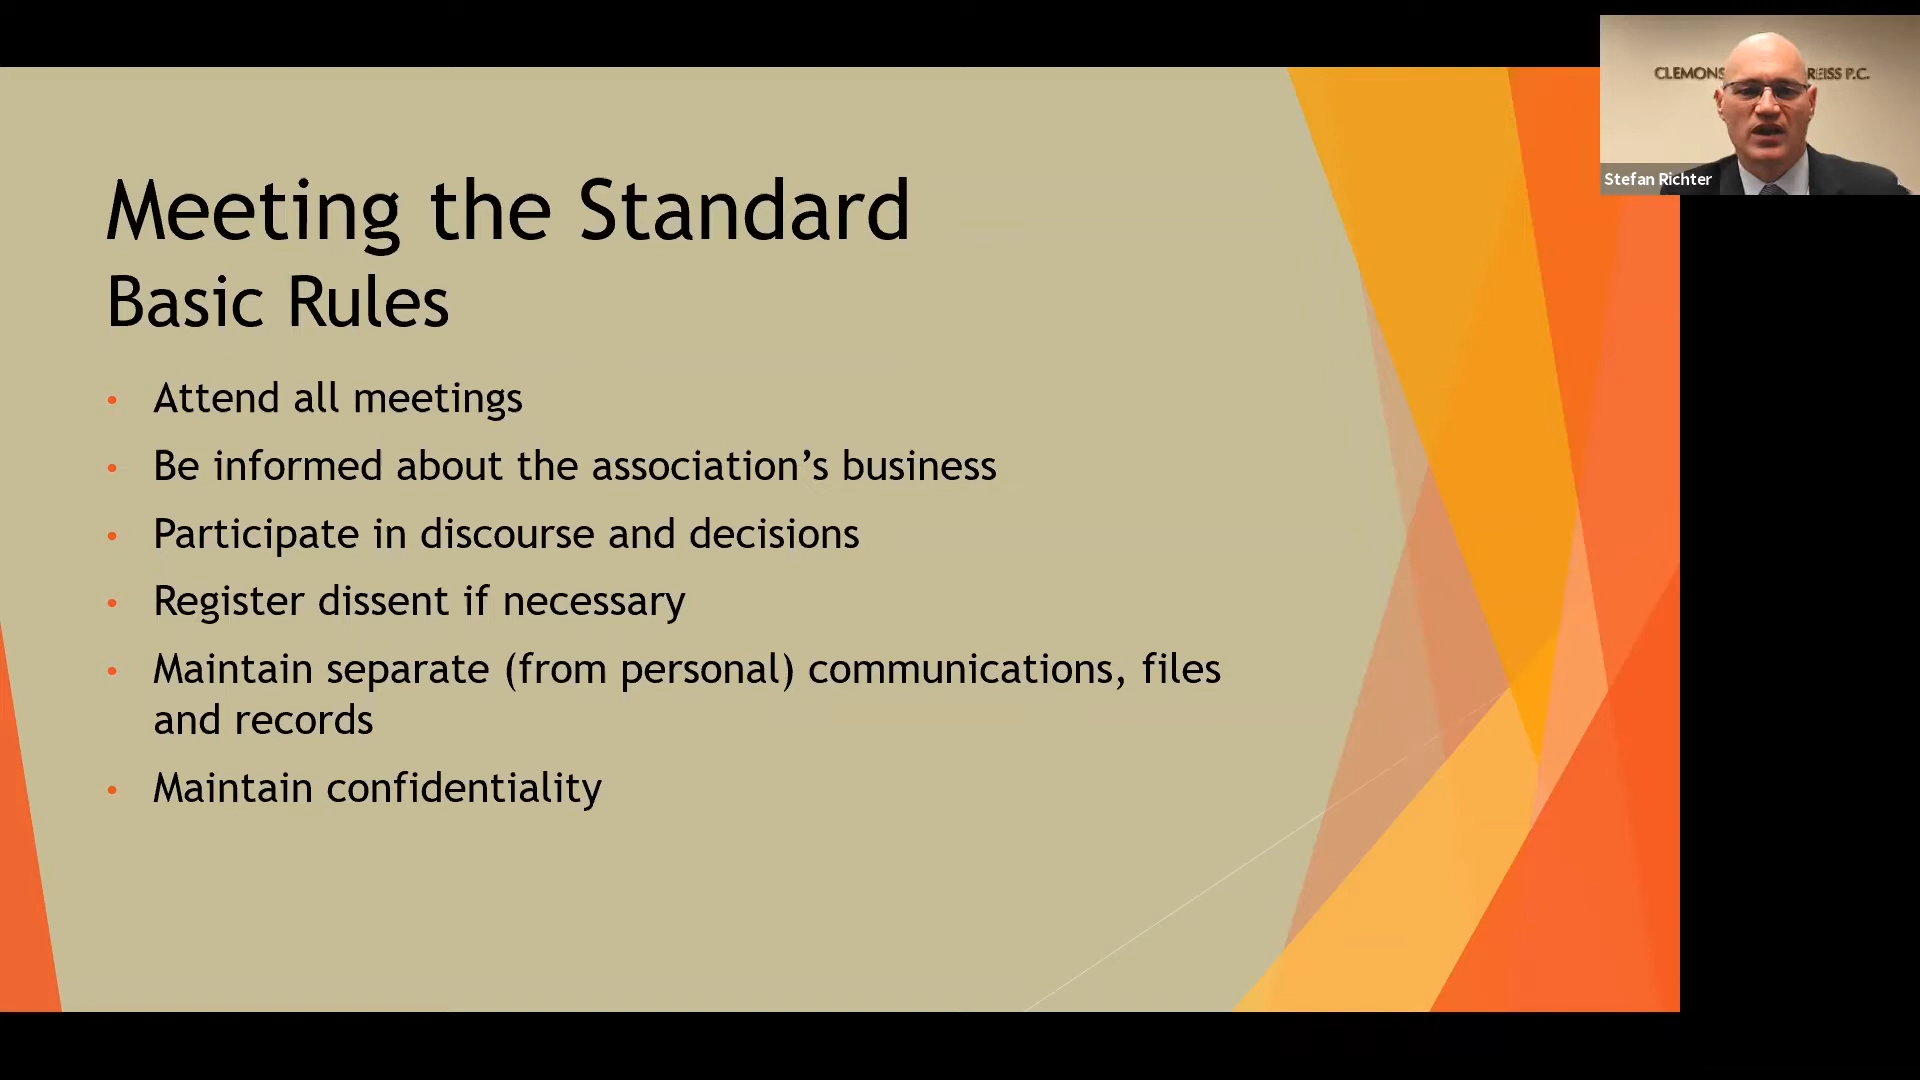 CLEMONS REISS P.C.
Stefan Richter
Meeting the Standard
Basic Rules
• Attend all meetings
• Be informed about the association’s business
• Participate in discourse and decisions
• Register dissent if necessary
• Maintain separate (from personal) communications, files
and records
• Maintain confidentiality